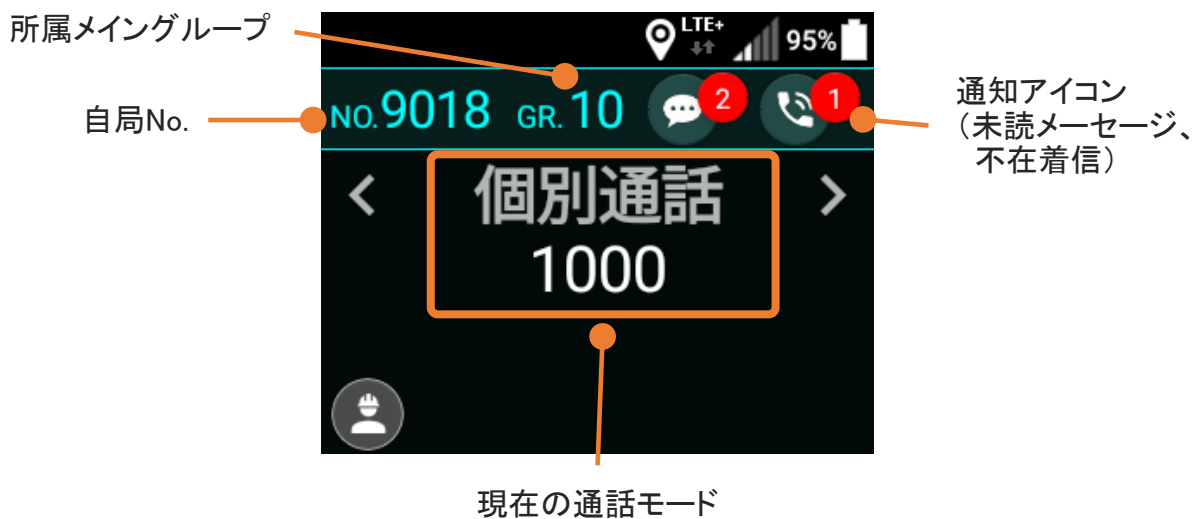 所属メイングループ
LTE+
95%
自局No.
NO.9018 GR.10
2
1
通知アイコン
（未読メーセージ、
不在着信）
個別通話
1000
現在の通話モード